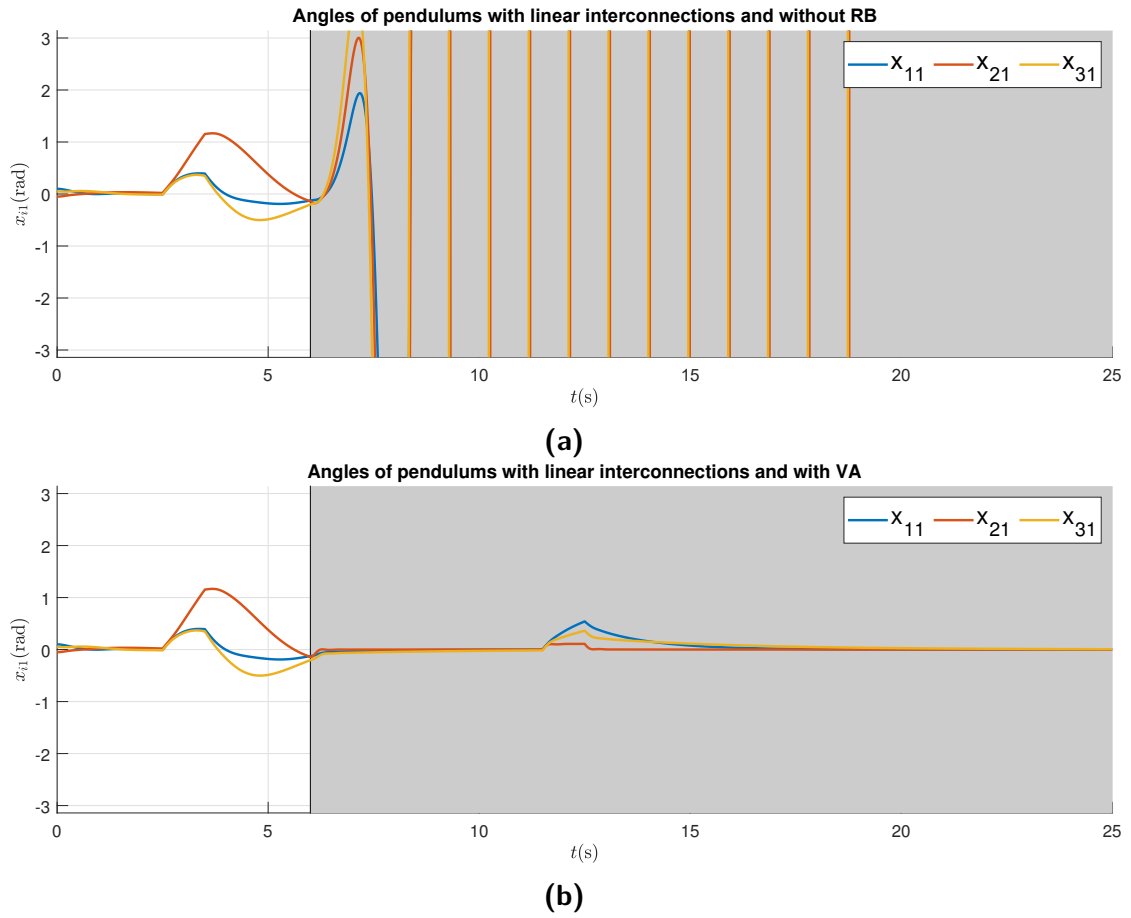 Angles of pendulums with linear interconnections and without RB
x11 x21 x31
3
2
1
0
-1
-2
-3
xi1(rad)
0 5 10 15 20 25
t(s)
(a)
Angles of pendulums with linear interconnections and with VA
x11 x21 x31
3
2
1
0
-1
-2
-3
xi1(rad)
0 5 10 15 20 25
t(s)
(b)